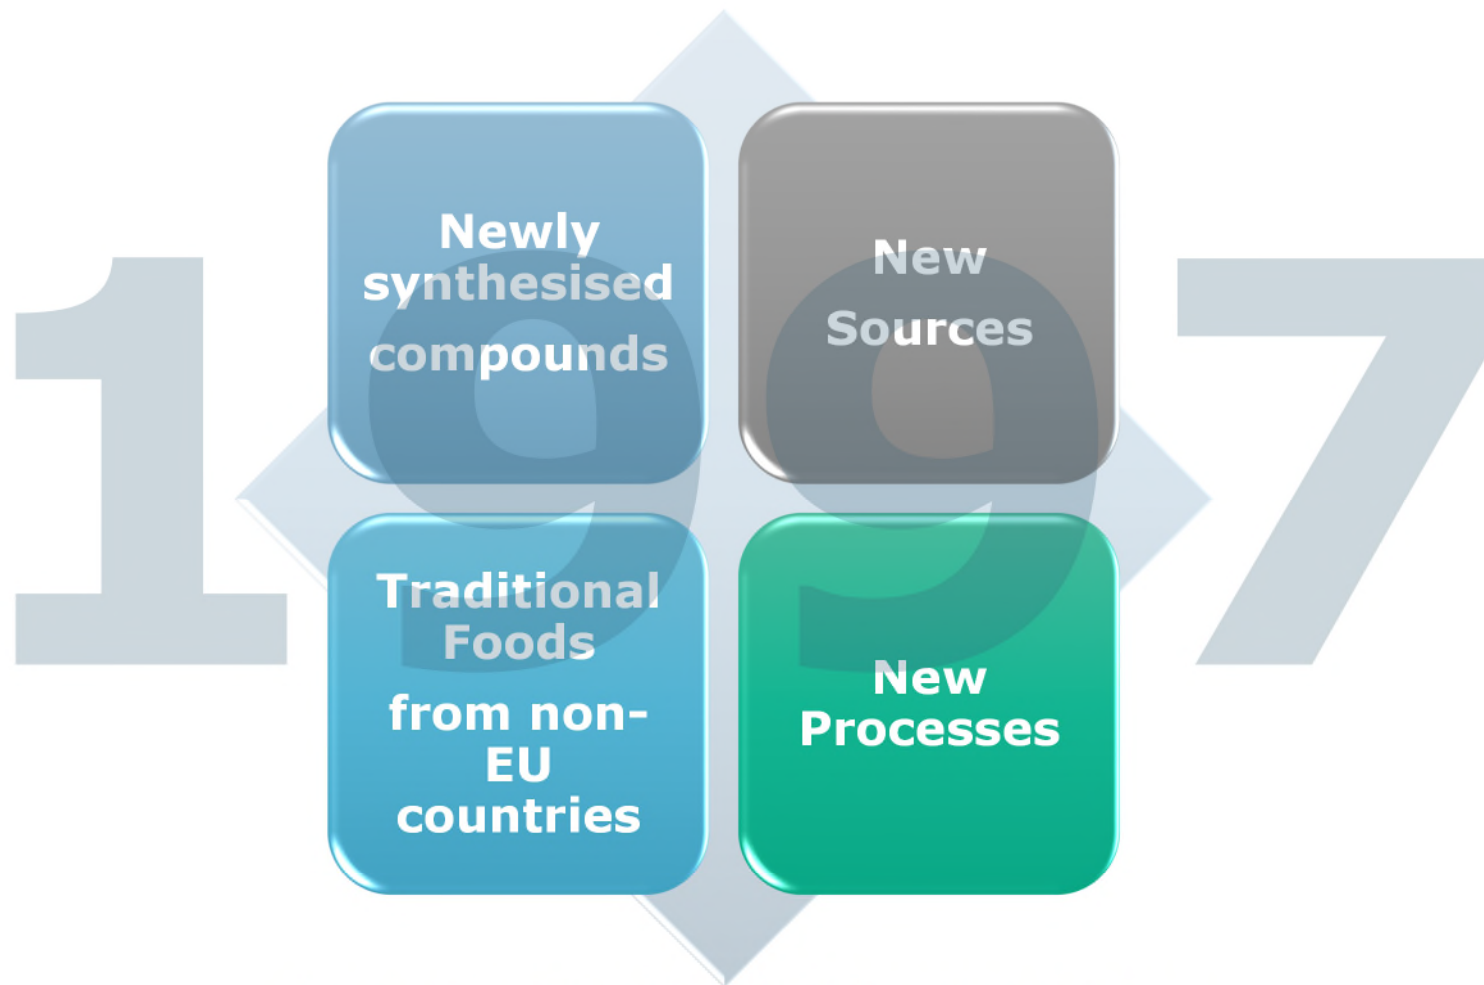 Newly
synthesised
compounds
New
Sources
1997
Traditional
Foods
from non-
EU
countries
New
Processes